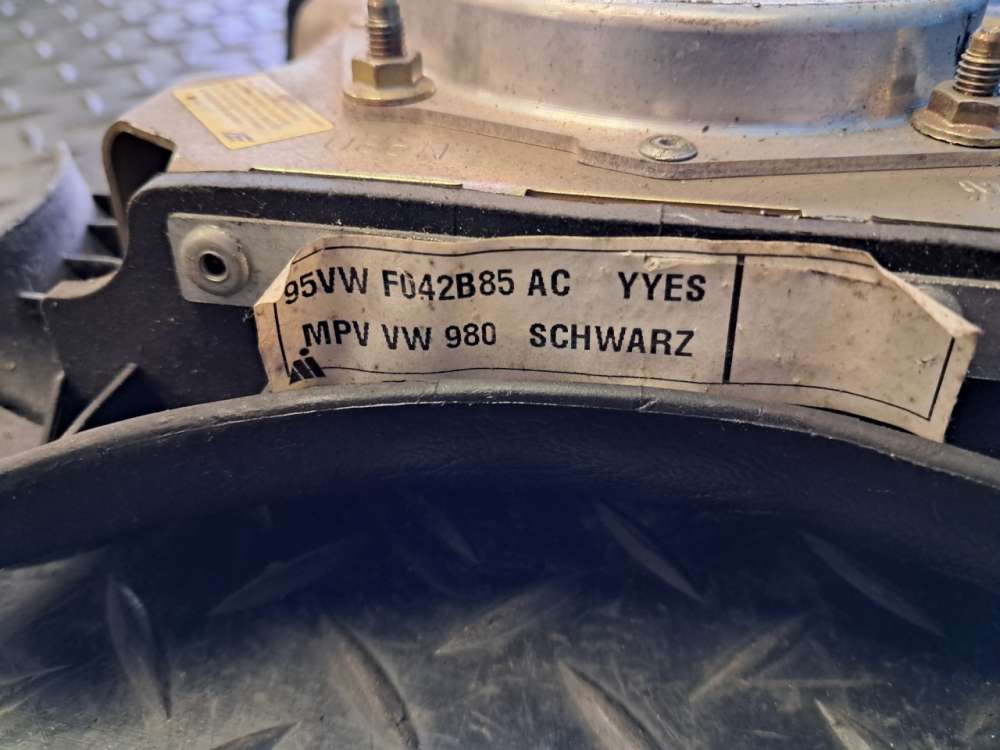 95VW F042B85 AC YYES
MPV VW 980 SCHWARZ